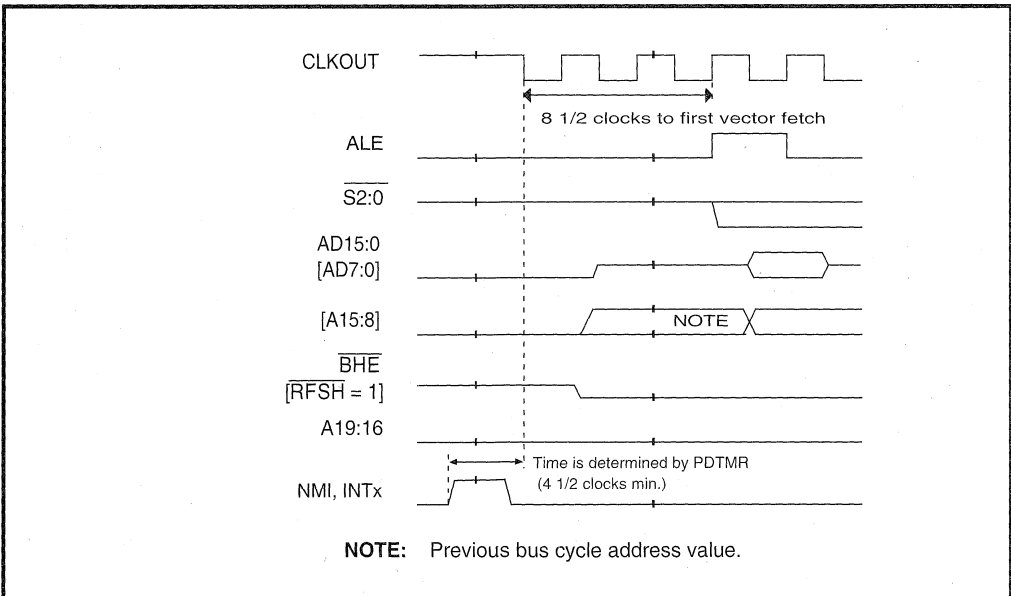 CLKOUT
8 1/2 clocks to first vector fetch
ALE
S2:0
AD15:0
[AD7:0]
[A15:8]
NOTE
BHE
[RFSH = 1]
A19:16
Time is determined by PDTMR
(4 1/2 clocks min.)
NMI, INTx
NOTE: Previous bus cycle address value.